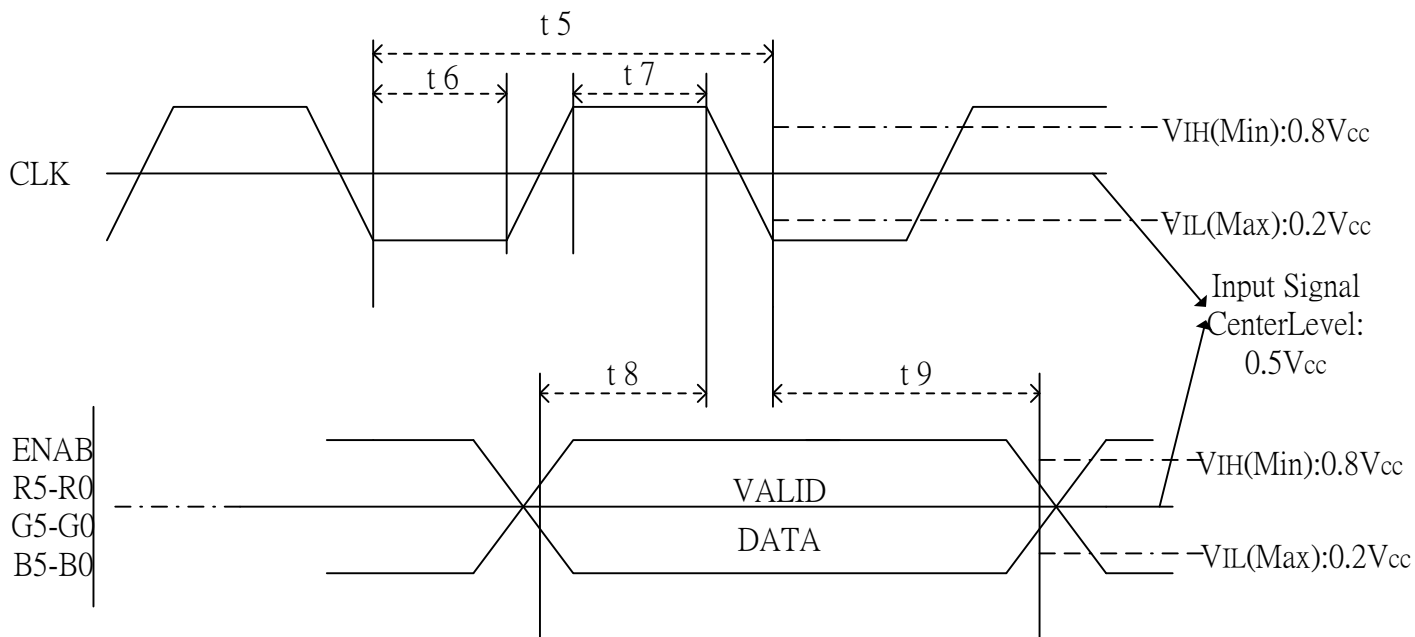 t 5
t 6
t 7
VIH(Min):0.8Vcc
CLK
VIL(Max):0.2Vcc
Input Signal
CenterLevel:
0.5Vcc
t 8
t 9
ENAB
R5-R0
G5-G0
B5-B0
VALID
DATA
VIH(Min):0.8Vcc
VIL(Max):0.2Vcc